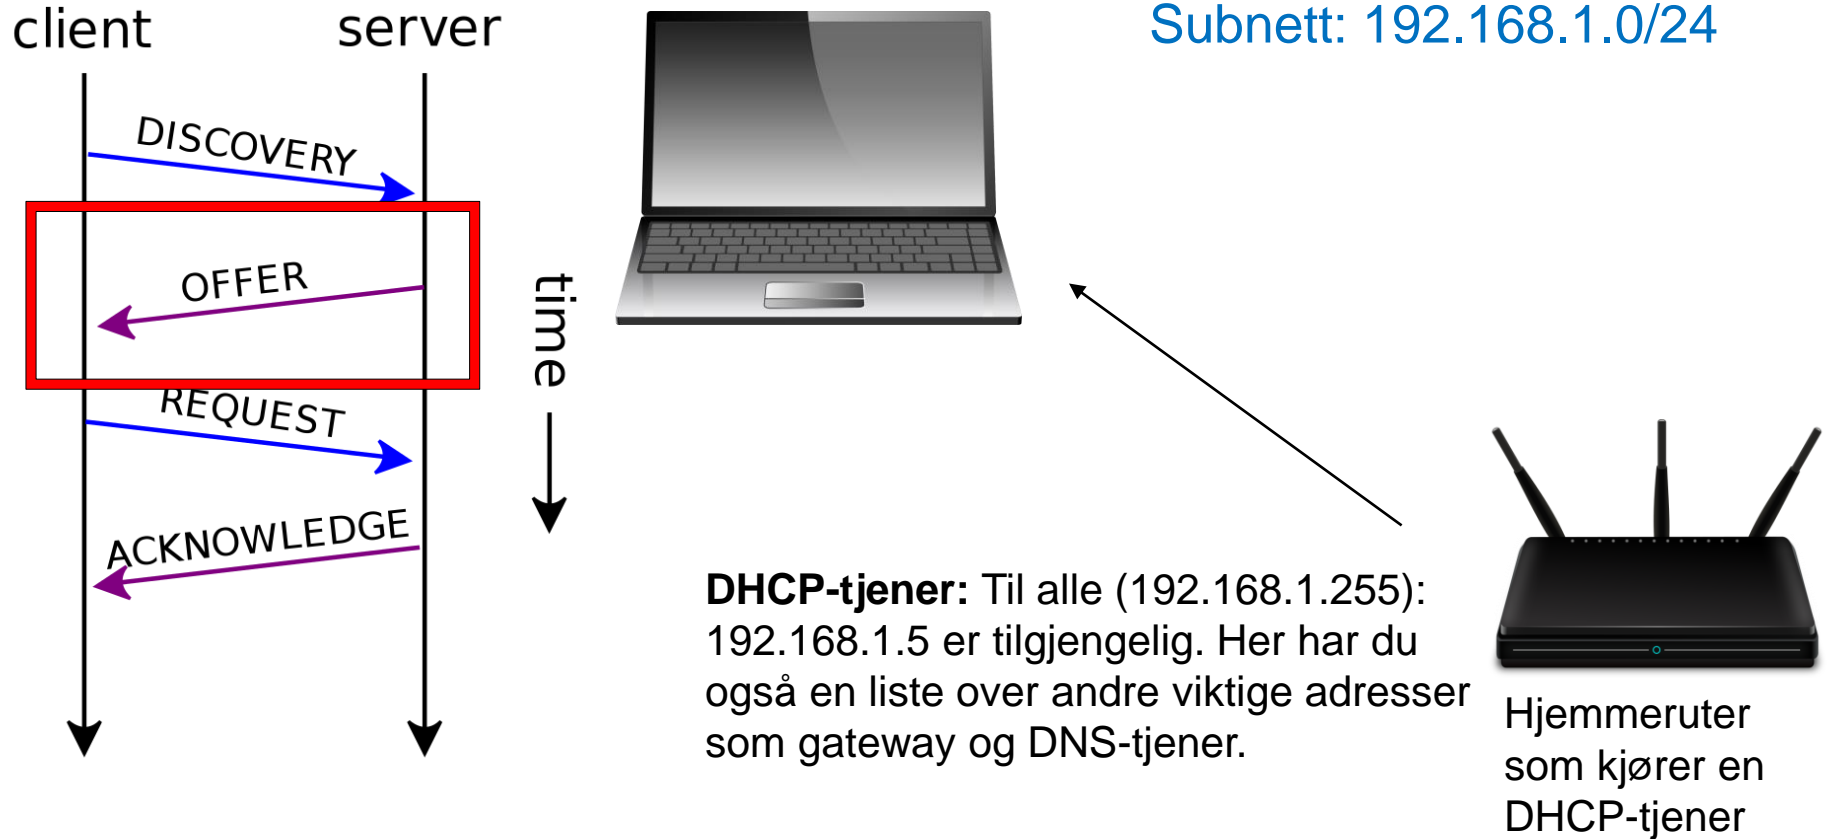 client
server
DISCOVERY
OFFER
REQUEST
ACKNOWLEDGE
time
Subnett: 192.168.1.0/24
DHCP-tjener: Til alle (192.168.1.255):
192.168.1.5 er tilgjengelig. Her har du
også en liste over andre viktige adresser
som gateway og DNS-tjener.
Hjemmeruter
som kjører en
DHCP-tjener